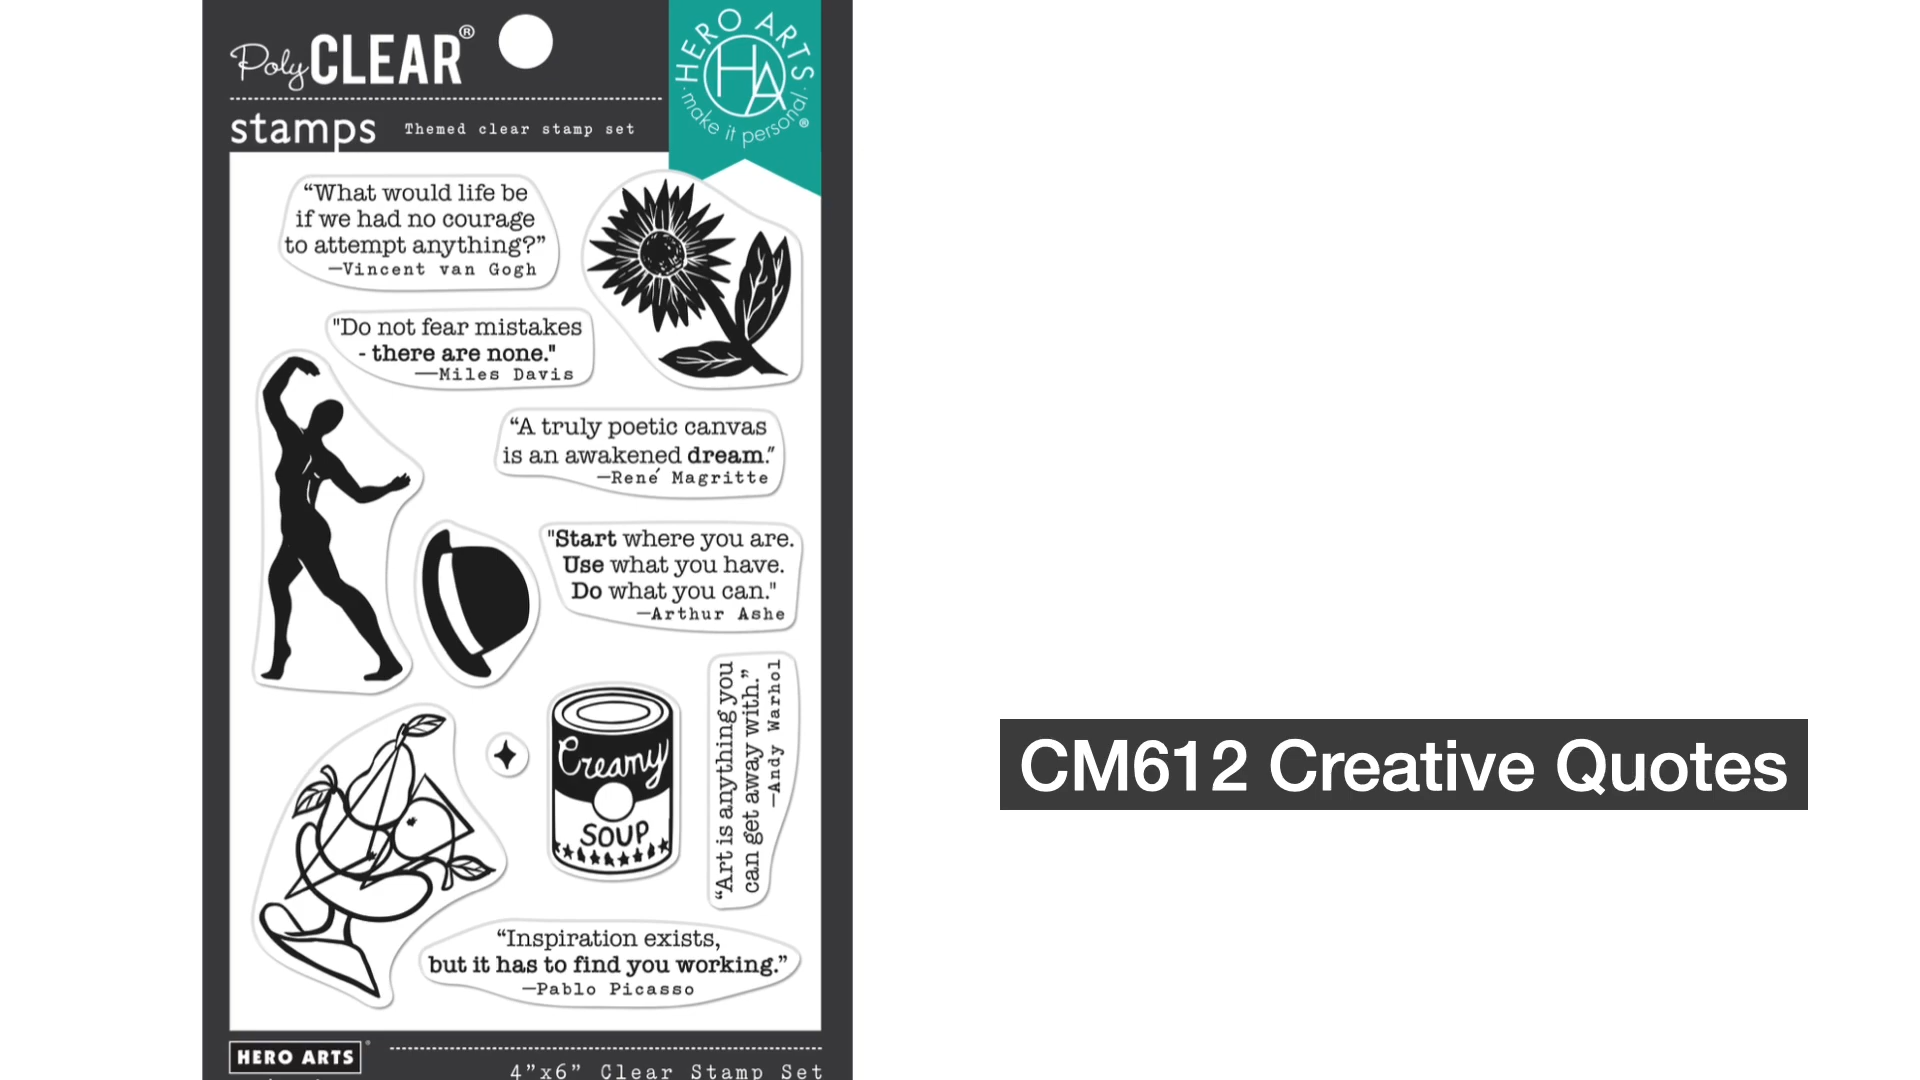 Poly CLEAR®
stamps Themed clear stamp set
HERO ARTS
HA
· make it personal · ®
“What would life be
if we had no courage
to attempt anything?”
—Vincent van Gogh
"Do not fear mistakes
- there are none."
—Miles Davis
“A truly poetic canvas
is an awakened dream.”
—René Magritte
"Start where you are.
Use what you have.
Do what you can."
—Arthur Ashe
Creamy
SOUP
“Art is anything you
can get away with.”
—Andy Warhol
“Inspiration exists,
but it has to find you working.”
—Pablo Picasso
HERO ARTS®
4”x6” Clear Stamp Set
CM612 Creative Quotes